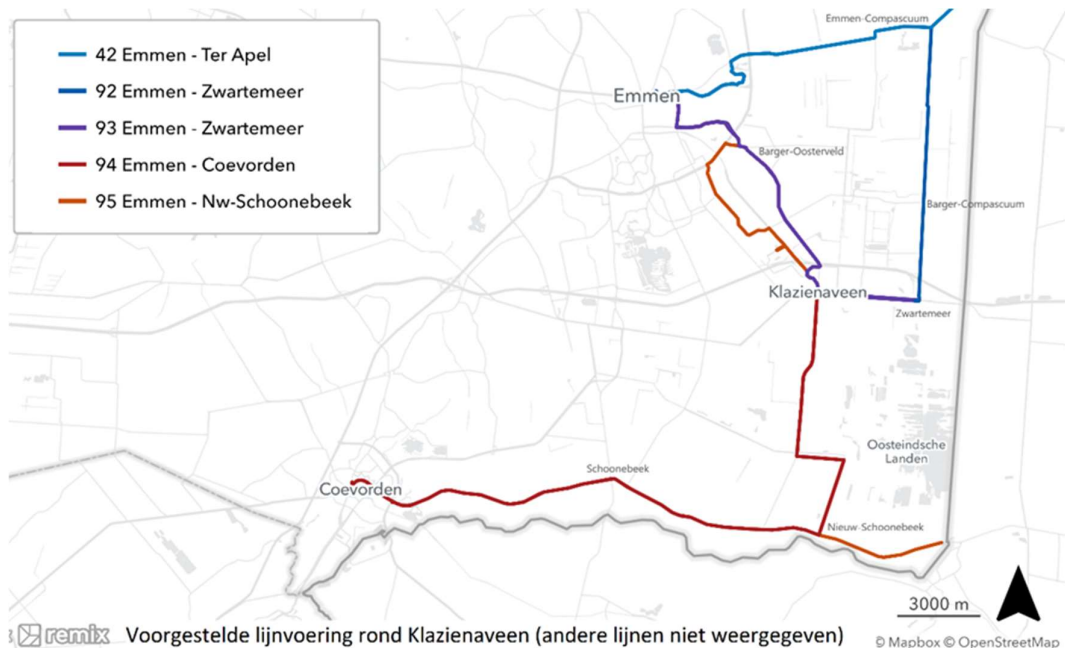 42 Emmen - Ter Apel
92 Emmen - Zwartemeer
93 Emmen - Zwartemeer
94 Emmen - Coevorden
95 Emmen - Nw-Schoonebeek
Emmen-Compascuum
Emmen
Barger-Oosterveld
Barger-Compascuum
Klazienaveen
Zwartemeer
Oosteindsche
Landen
Schoonebeek
Coevorden
Nieuw-Schoonebeek
3000 m
remix
Voorgestelde lijnvoering rond Klazienaveen (andere lijnen niet weergegeven)
© Mapbox © OpenStreetMap